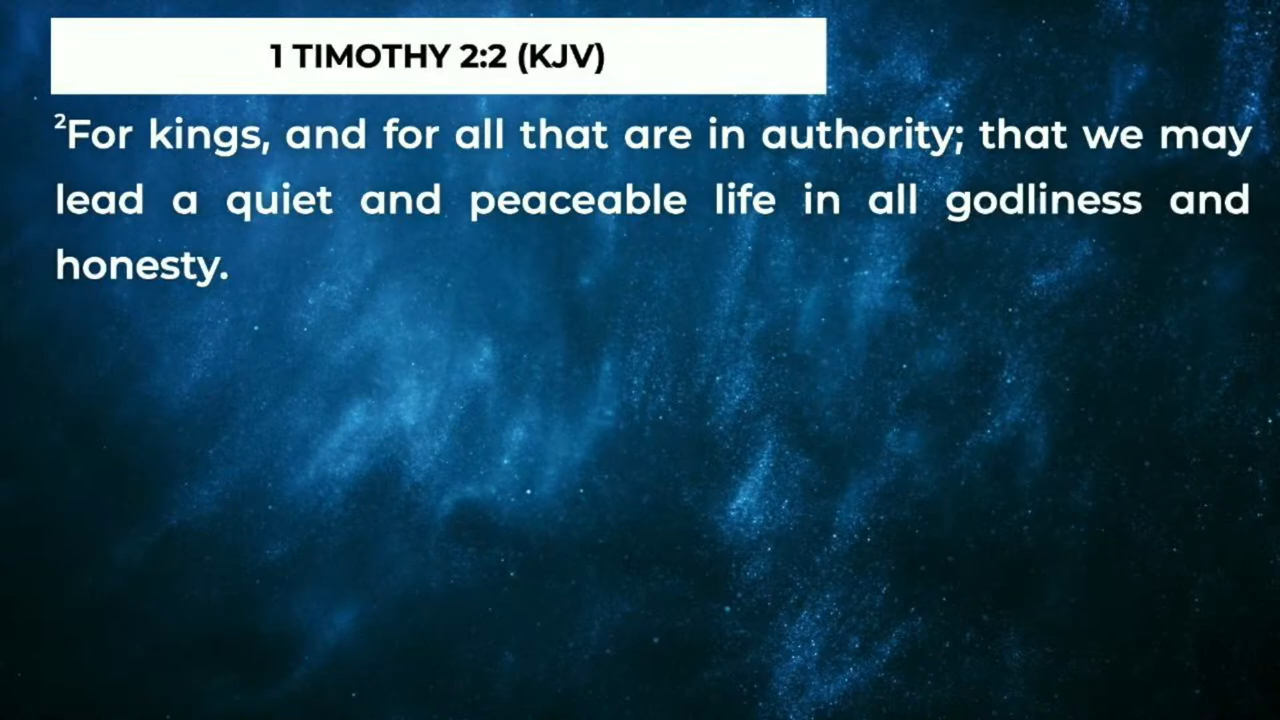 1 TIMOTHY 2:2 (KJV)
²For kings, and for all that are in authority; that we may
lead a quiet and peaceable life in all godliness and
honesty.